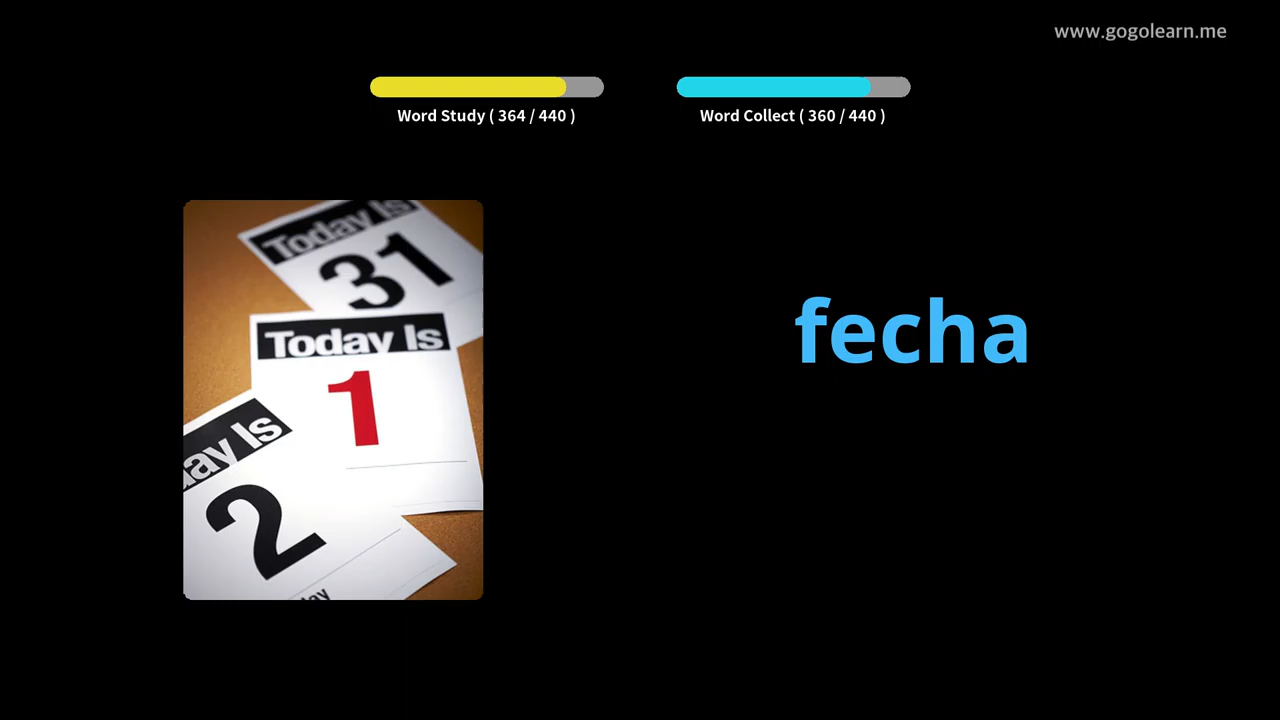 www.gogolearn.me
Word Study ( 364 / 440 )
Word Collect ( 360 / 440 )
Today Is
31
Today Is
1
ay Is
2
fecha